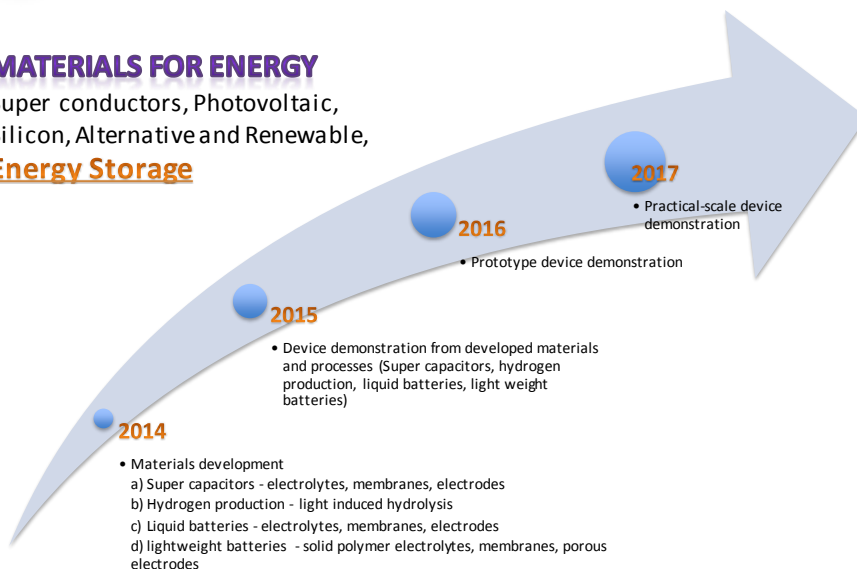 MATERIALS FOR ENERGY
Super conductors, Photovoltaic,
Silicon, Alternative and Renewable,
Energy Storage
2017
• Practical-scale device
demonstration
2016
• Prototype device demonstration
2015
• Device demonstration from developed materials
and processes (Super capacitors, hydrogen
production, liquid batteries, light weight
batteries)
2014
• Materials development
a) Super capacitors - electrolytes, membranes, electrodes
b) Hydrogen production - light induced hydrolysis
c) Liquid batteries - electrolytes, membranes, electrodes
d) lightweight batteries - solid polymer electrolytes, membranes, porous
electrodes